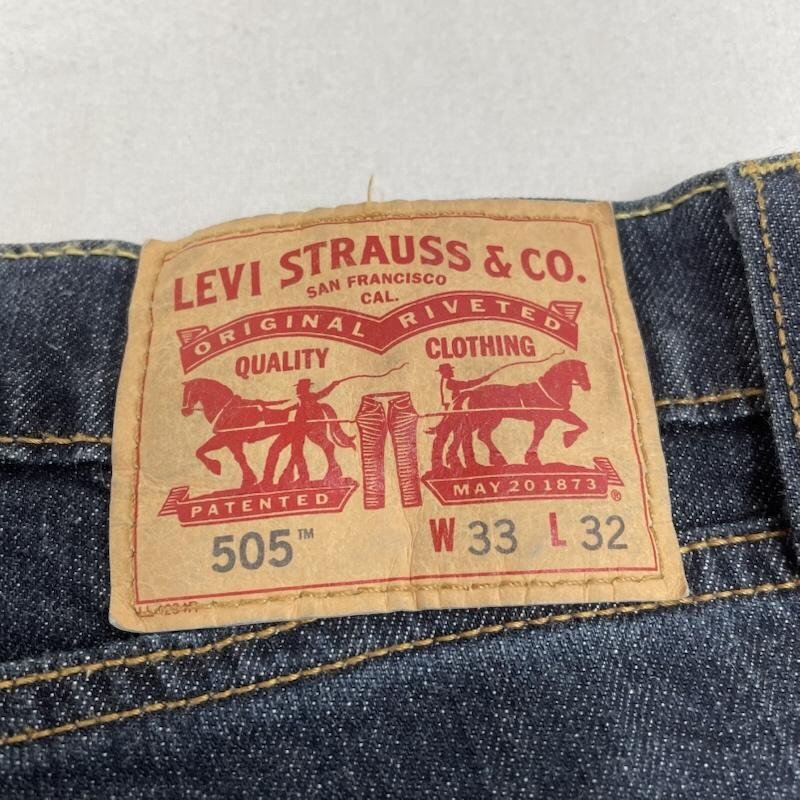 LEVI STRAUSS & CO.
SAN FRANCISCO
CAL.
ORIGINAL RIVETED
QUALITY CLOTHING
PATENTED MAY 20 1873 ®
505™ W 33 L 32